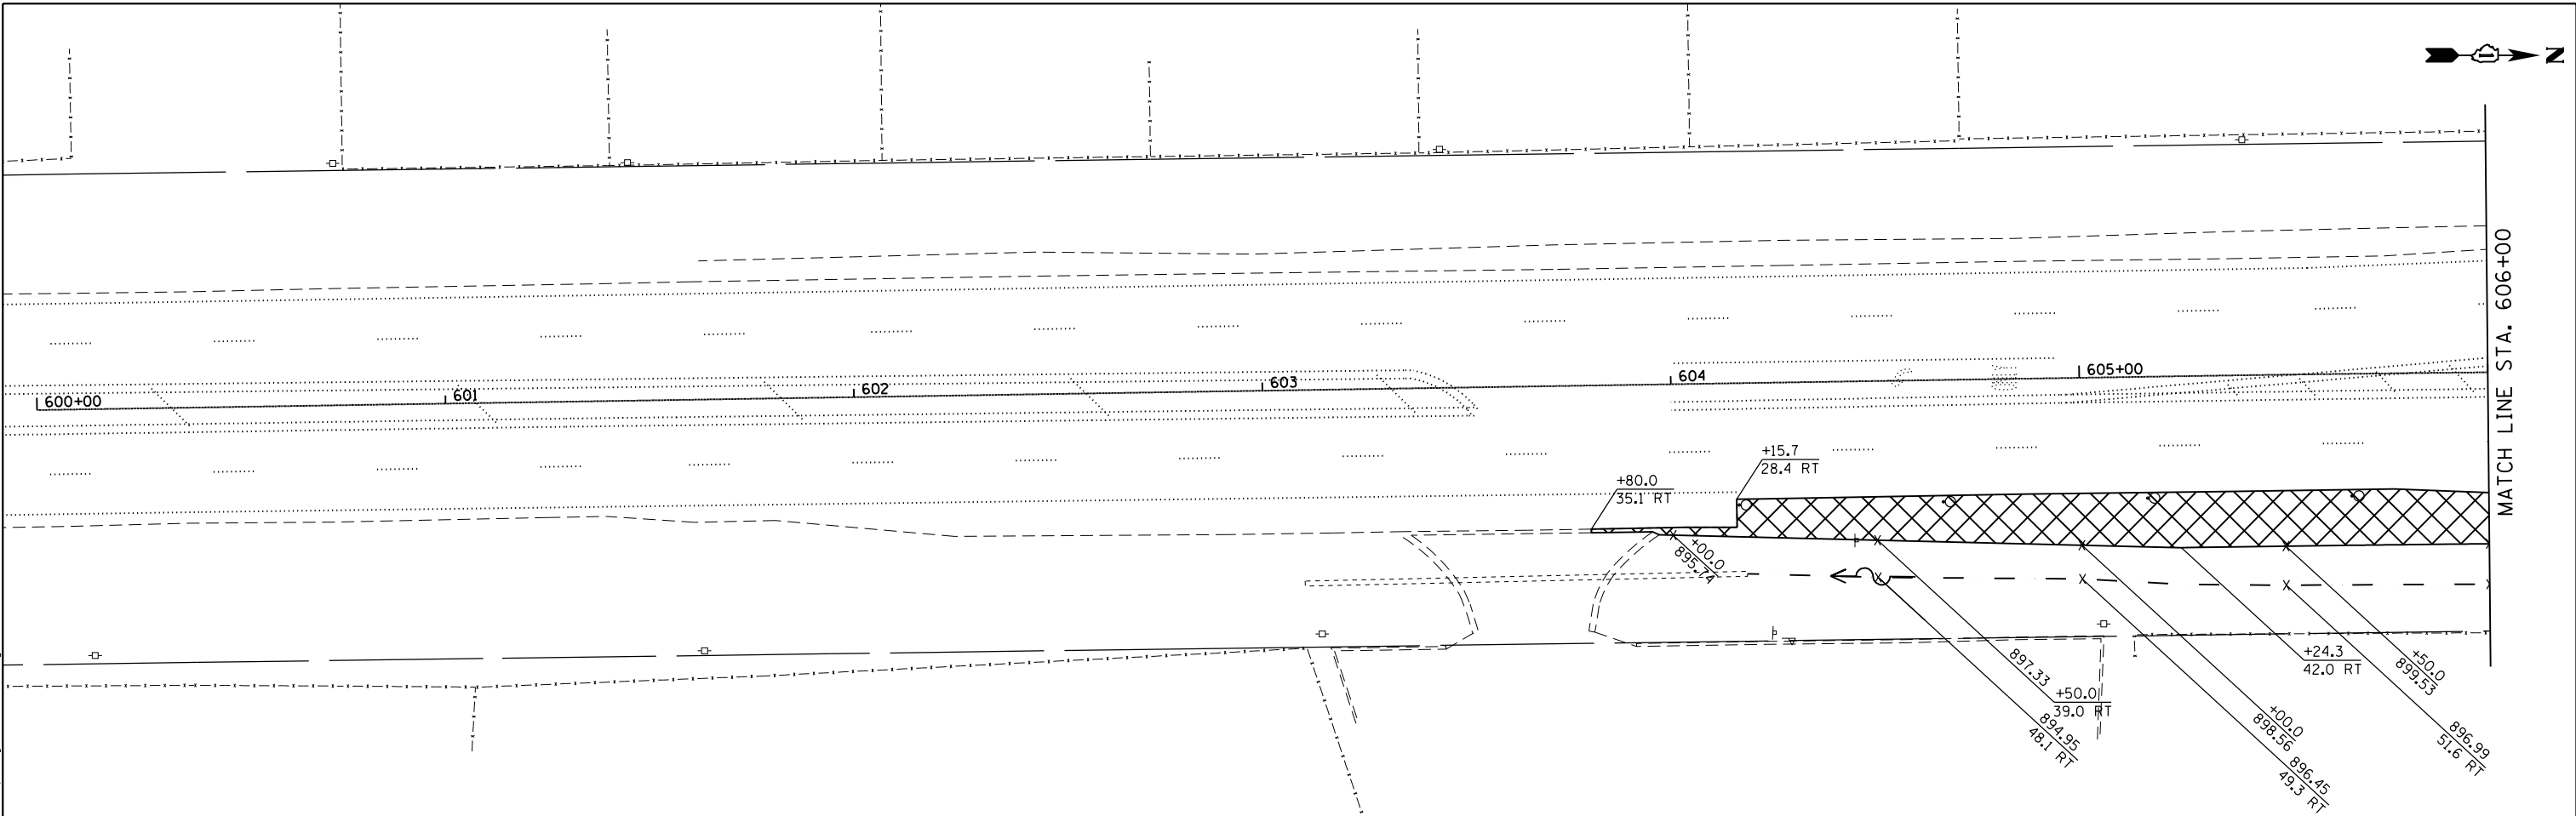 N
1
MATCH LINE STA. 606+00
600+00
601
602
603
604
605+00
+80.0
35.1 RT
+15.7
28.4 RT
+00.0
895.74
897.33
+50.0
39.0 RT
894.95
48.1 RT
+00.0
898.56
896.45
49.3 RT
+24.3
42.0 RT
+50.0
899.53
896.99
51.6 RT